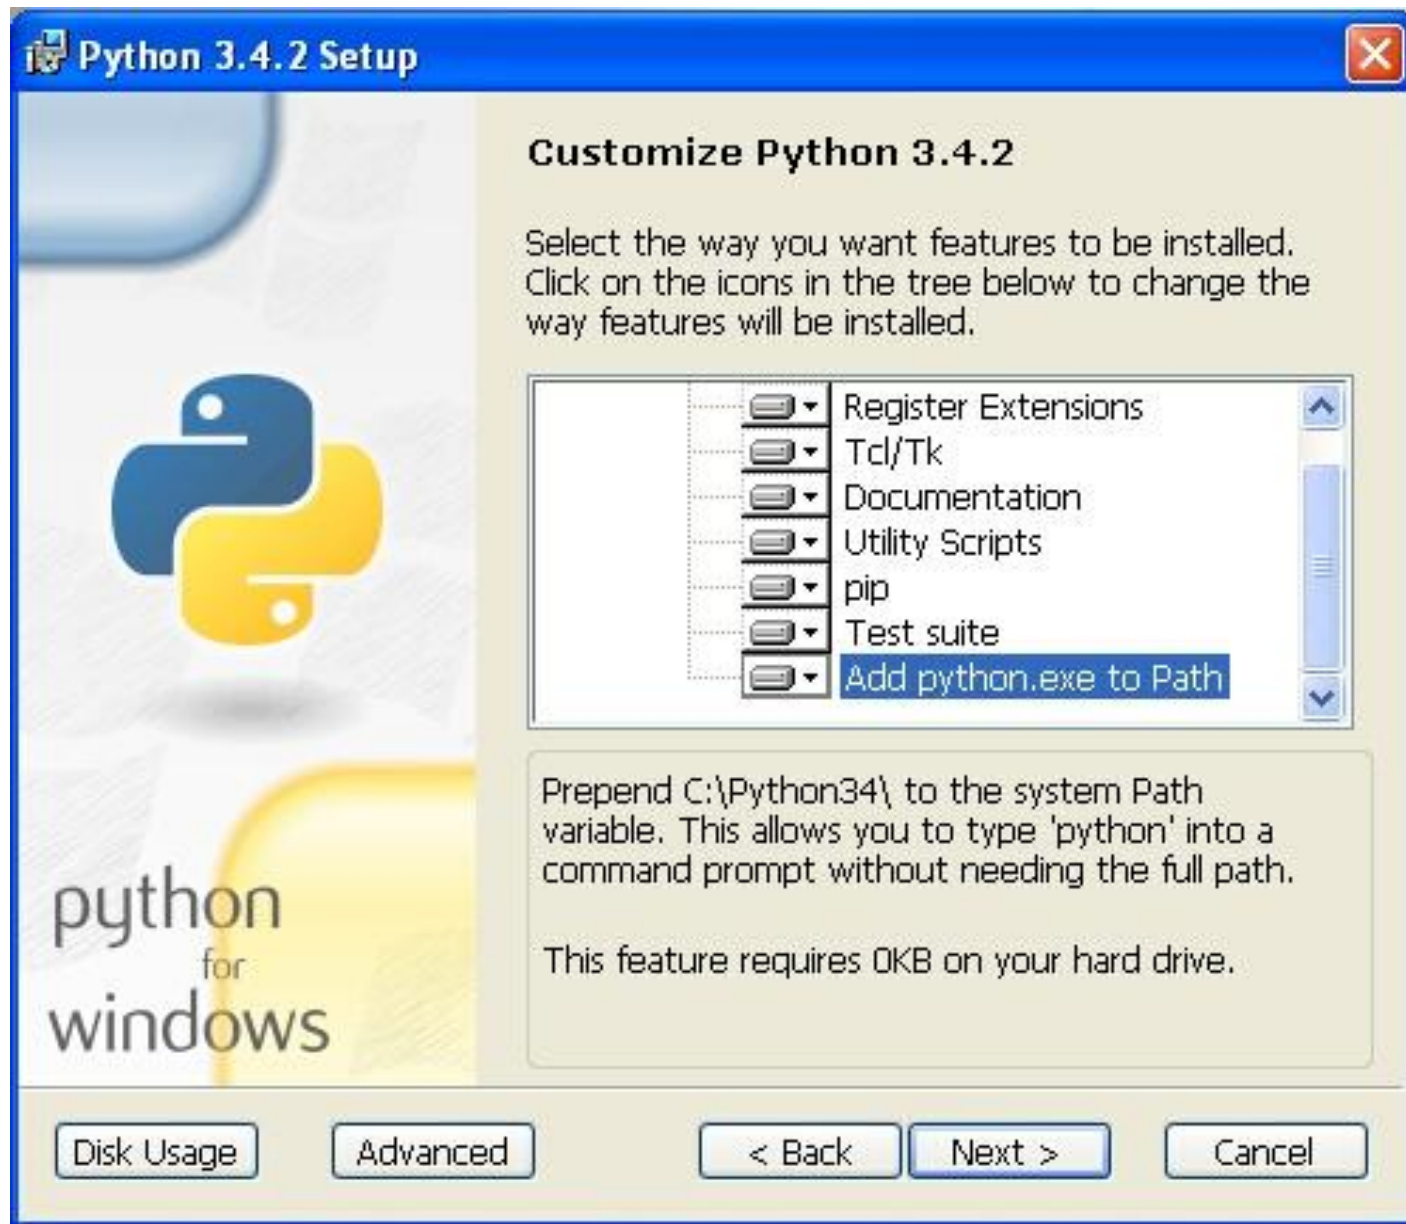 Python 3.4.2 Setup
Customize Python 3.4.2
Select the way you want features to be installed.
Click on the icons in the tree below to change the
way features will be installed.
Register Extensions
Tcl/Tk
Documentation
Utility Scripts
pip
Test suite
Add python.exe to Path
Prepend C:\Python34\ to the system Path
variable. This allows you to type 'python' into a
command prompt without needing the full path.
This feature requires 0KB on your hard drive.
python
for
windows
Disk Usage
Advanced
< Back
Next >
Cancel